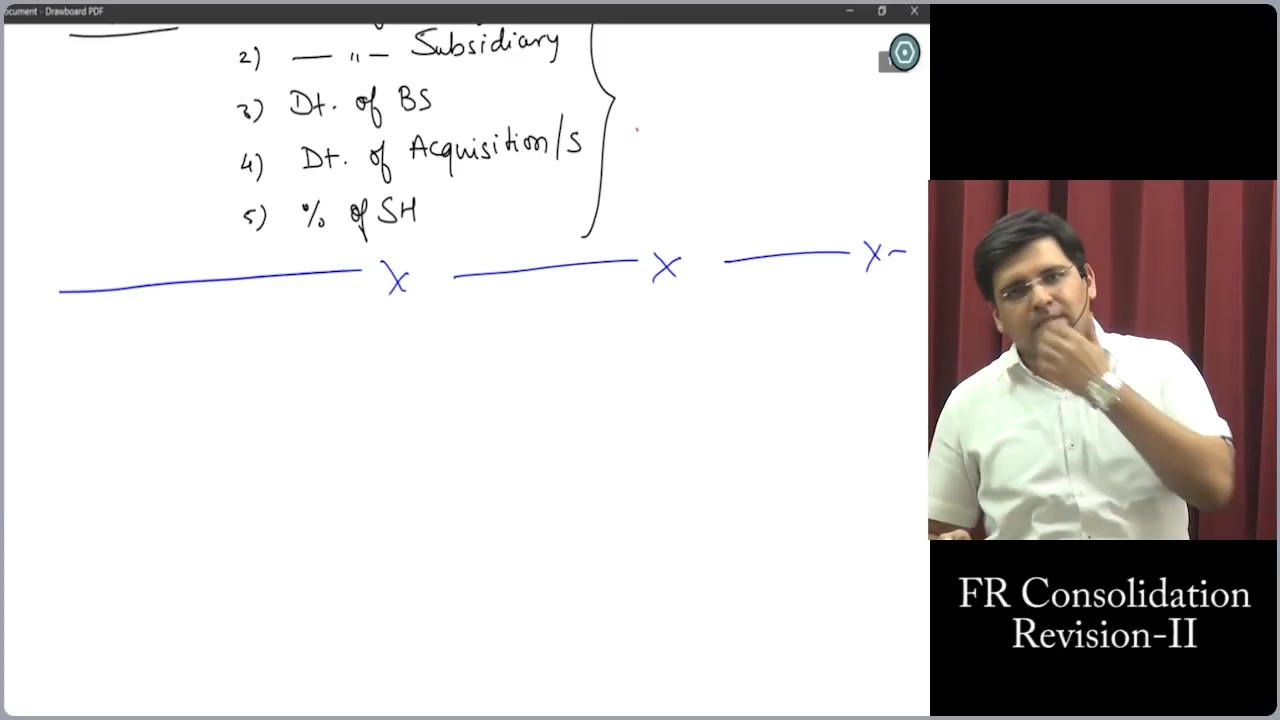 ocument - Drawboard PDF
2) — " — Subsidiary
3) Dt. of BS
4) Dt. of Acquisition/s
5) % of SH
x x x
FR Consolidation
Revision-II